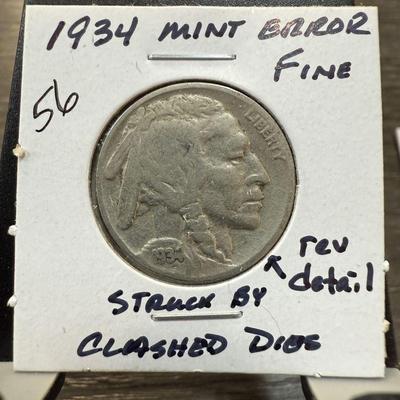 1934 MINT ERROR
FINE
56
LIBERTY
1934
rev
detail
STRUCK BY
CLASHED DIES